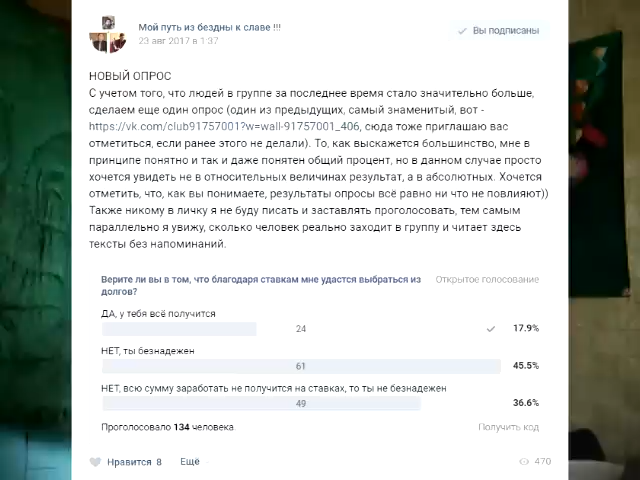 Мой путь из бездны к славе !!!
23 авг 2017 в 1:37
Вы подписаны
НОВЫЙ ОПРОС
С учетом того, что людей в группе за последнее время стало значительно больше,
сделаем еще один опрос (один из предыдущих, самый знаменитый, вот -
https://vk.com/club91757001?w=wall-91757001_406, сюда тоже приглашаю вас
отметиться, если ранее этого не делали). То, как выскажется большинство, мне в
принципе понятно и так и даже понятен общий процент, но в данном случае просто
хочется увидеть не в относительных величинах результат, а в абсолютных. Хочется
отметить, что, как вы понимаете, результаты опросы всё равно ни что не повлияют))
Также никому в личку я не буду писать и заставлять проголосовать, тем самым
параллельно я увижу, сколько человек реально заходит в группу и читает здесь
тексты без напоминаний.
Верите ли вы в том, что благодаря ставкам мне удастся выбраться из
долгов?
Открытое голосование
ДА, у тебя всё получится
24
17.9%
НЕТ, ты безнадежен
61
45.5%
НЕТ, всю сумму заработать не получится на ставках, то ты не безнадежен
49
36.6%
Проголосовало 134 человека.
Получить код
Нравится 8
Ещё
470